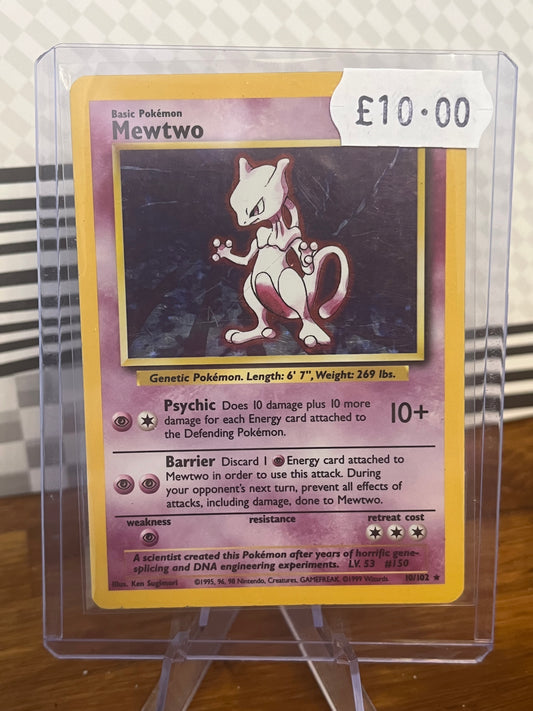 £10.00
Basic Pokémon
Mewtwo
Genetic Pokémon. Length: 6' 7", Weight: 269 lbs.
Psychic Does 10 damage plus 10 more
damage for each Energy card attached to
the Defending Pokémon.
10+
Barrier Discard 1 Energy card attached to
Mewtwo in order to use this attack. During
your opponent's next turn, prevent all effects of
attacks, including damage, done to Mewtwo.
weakness resistance retreat cost
A scientist created this Pokémon after years of horrific gene-
splicing and DNA engineering experiments. LV. 53 #150
Illus. Ken Sugimori ©1995, 96, 98 Nintendo, Creatures, GAMEFREAK. ©1999 Wizards. 10/102 ★